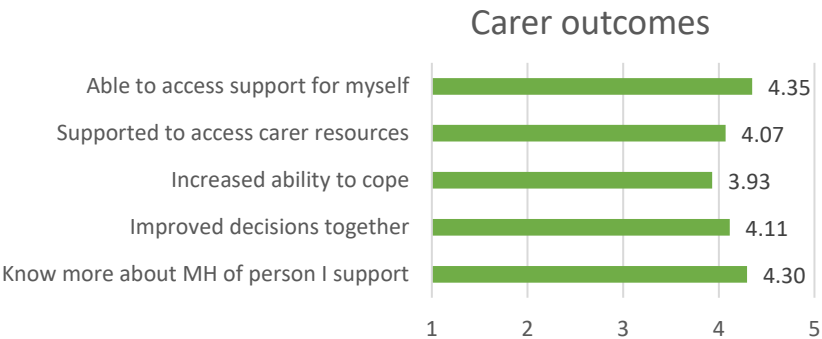 Carer outcomes
Able to access support for myself 4.35
Supported to access carer resources 4.07
Increased ability to cope 3.93
Improved decisions together 4.11
Know more about MH of person I support 4.30
1 2 3 4 5